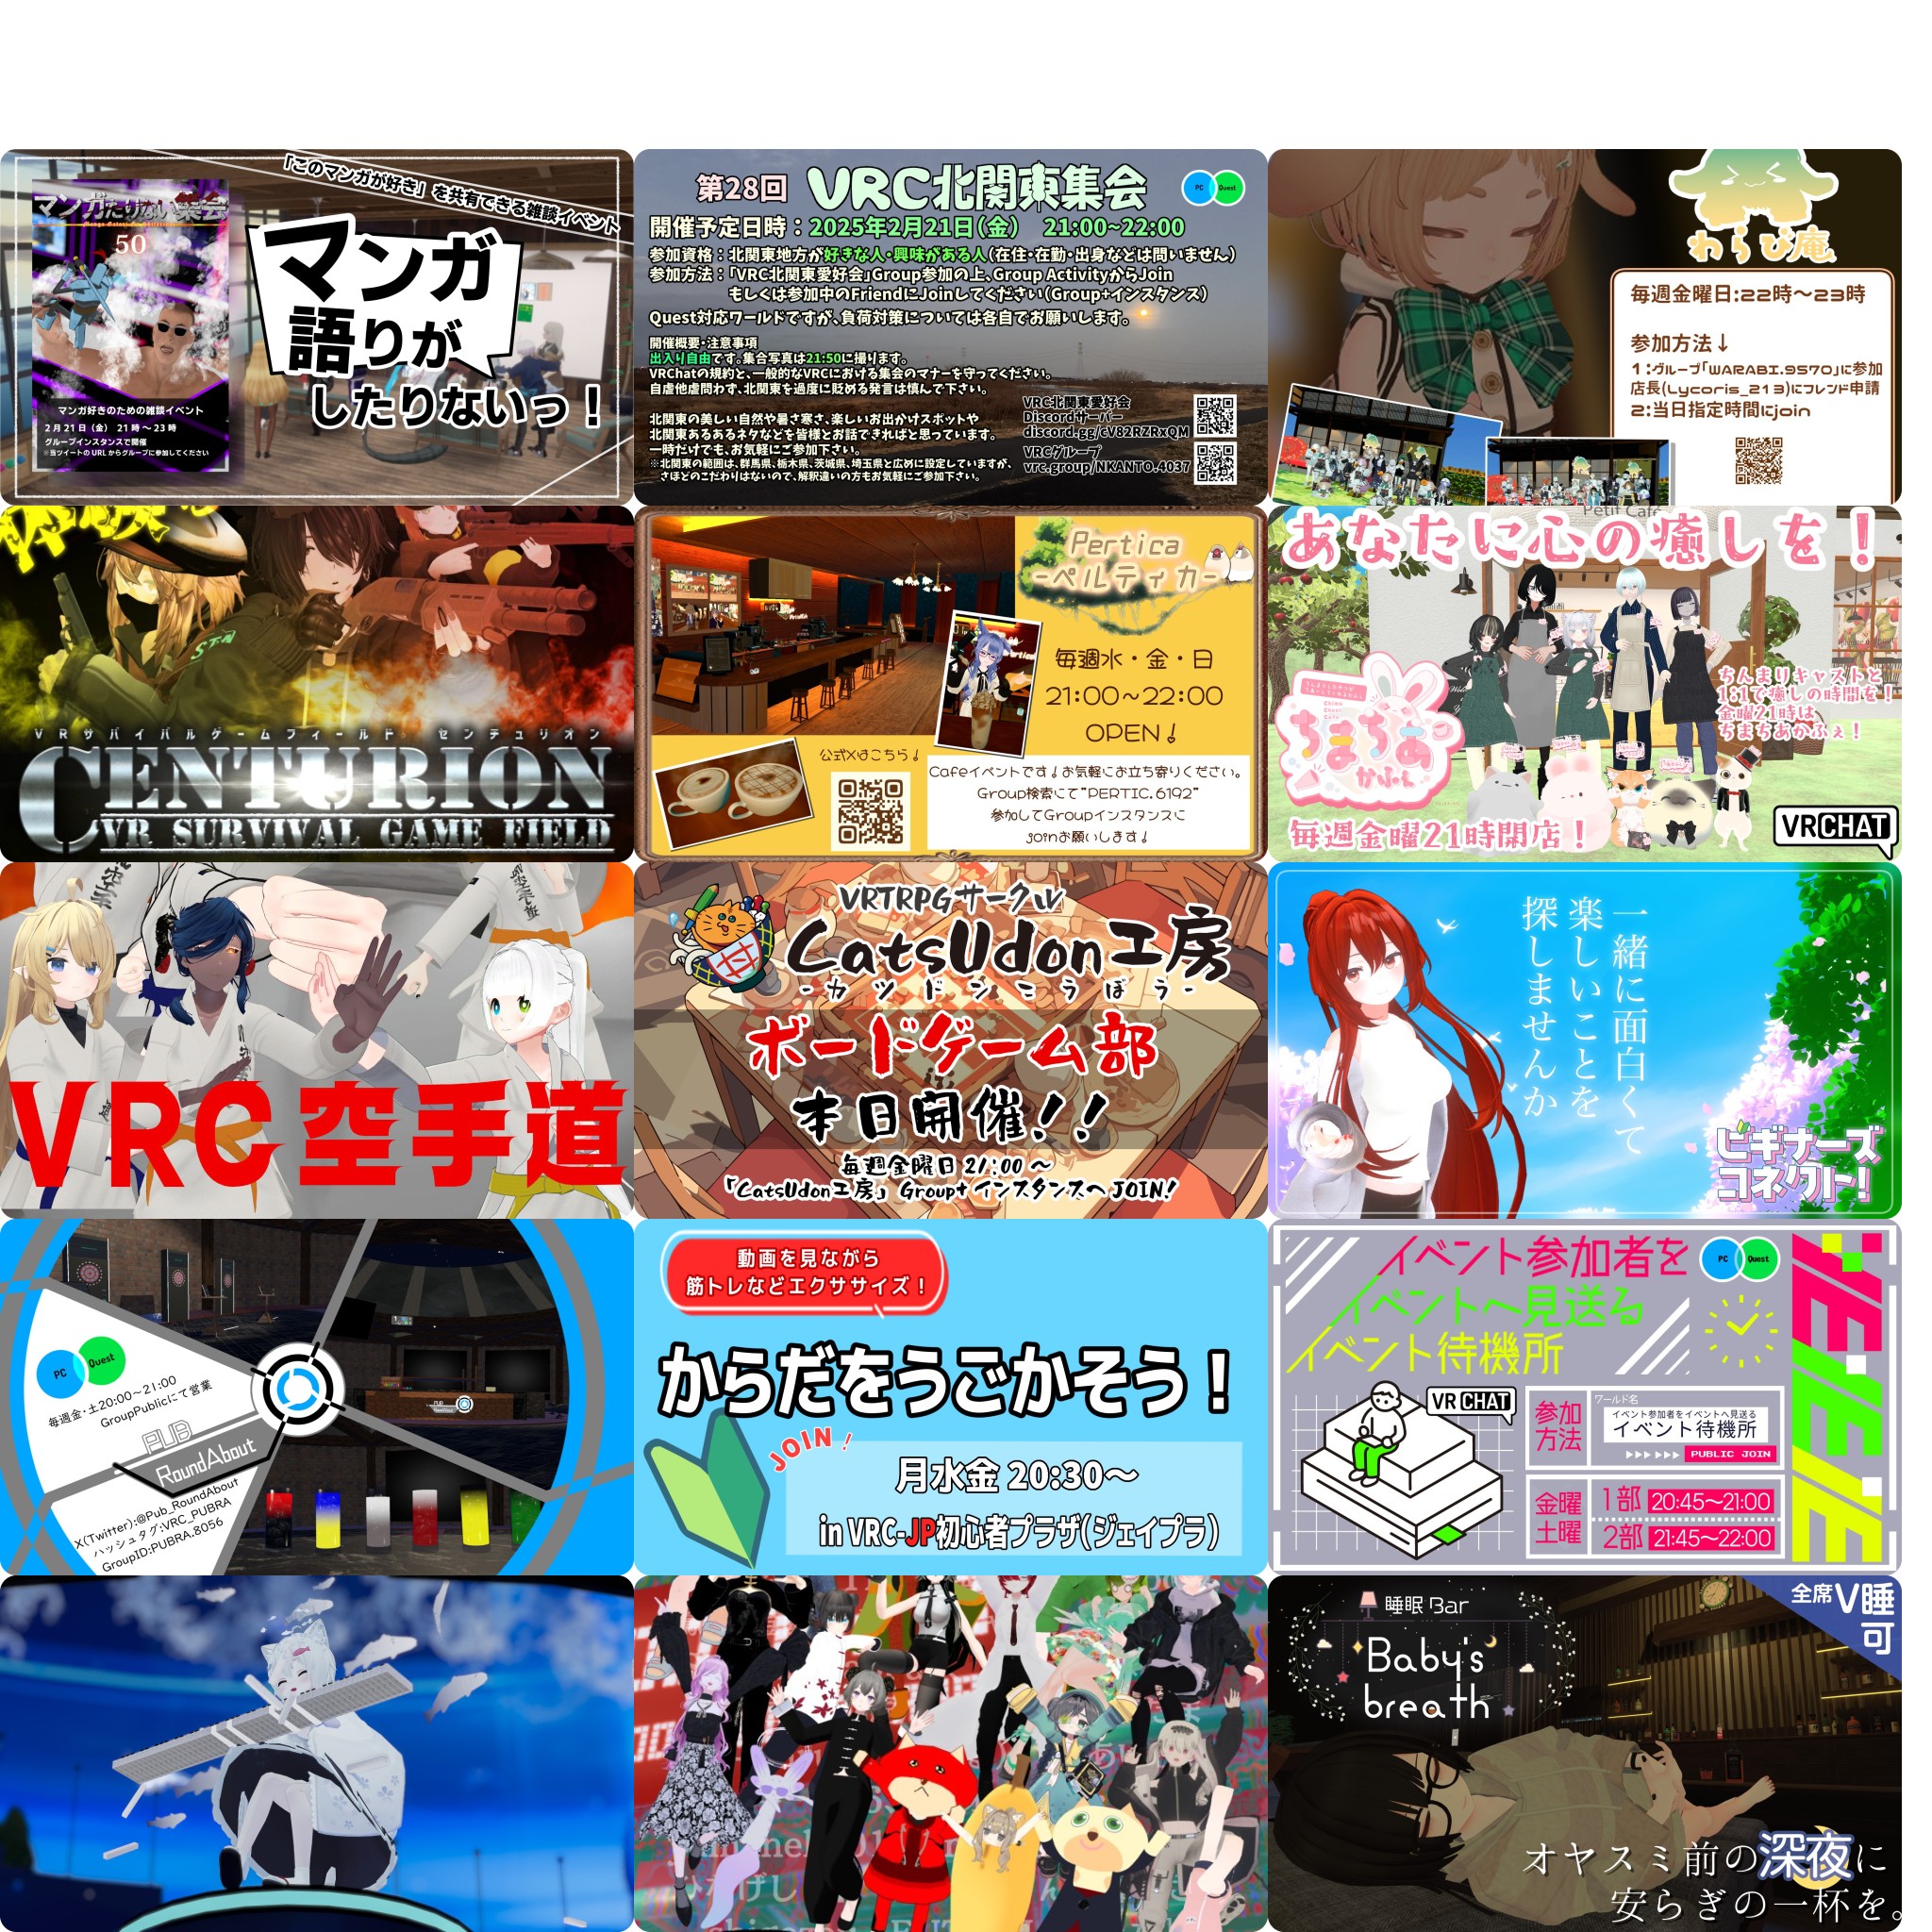 「このマンガが好き」を共有できる雑談イベント
マンガたりない集会
50
マンガ好きのための雑談イベント
2月21日(金) 21時〜23時
グループインスタンスで開催
※当ツイートのURLからグループに参加してください
マンガ
語りが
したりないっ！
第28回 VRC北関東集会
PC Quest
開催予定日時：2025年2月21日(金) 21:00~22:00
参加資格：北関東地方が好きな人・興味がある人(在住・在勤・出身などは問いません)
参加方法：「VRC北関東愛好会」Group参加の上、Group ActivityからJoin
もしくは参加中のFriendにJoinしてください(Group+インスタンス)
Quest対応ワールドですが、負荷対策については各自でお願いします。
開催概要・注意事項
出入り自由です。集合写真は21:50に撮ります。
VRChatの規約と、一般的なVRCにおける集会のマナーを守ってください。
自虐他虐問わず、北関東を過度に貶める発言は慎んで下さい。
北関東の美しい自然や暑さ寒さ、楽しいお出かけスポットや
北関東あるあるネタなどを皆様とお話できればと思っています。
一時だけでも、お気軽にご参加下さい。
※北関東の範囲は、群馬県、栃木県、茨城県、埼玉県と広めに設定していますが、
さほどのこだわりはないので、解釈違いの方もお気軽にご参加下さい。
VRC北関東愛好会
Discordサーバー
discord.gg/cV82RZRxQM
VRCグループ
vrc.group/NKANTO.4037
わらび庵
毎週金曜日:22時〜23時
参加方法↓
1:グループ「WARABI.9570」に参加
店長(Lycoris_213)にフレンド申請
2:当日指定時間にjoin
VRサバイバルゲームフィールド センチュリオン
CENTURION
VR SURVIVAL GAME FIELD
Pertica
-ペルティカ-
毎週水・金・日
21:00〜22:00
OPEN！
公式Xはこちら！
Cafeイベントです！お気軽にお立ち寄りください。
Group検索にて"PERTIC.6192"
参加してGroupインスタンスに
joinお願いします！
Petit Cafe
あなたに心の癒しを！
ちんまりキャストと
1:1で癒しの時間を！
金曜21時は
ちまちあかふぇ！
ちまちあ
かふぇ
毎週金曜21時開店！
VRCHAT
VRC空手道
VRTRPGサークル
CatsUdon工房
-カツドンこうぼう-
ボードゲーム部
本日開催!!
毎週金曜日21:00〜
「CatsUdon工房」Group+インスタンスへJOIN!
一緒に面白くて
楽しいことを
探しませんか
ビギナーズ
コネクト!
PC Quest
毎週金・土20:00~21:00
GroupPublicにて営業
PUB
RoundAbout
X(Twitter):@Pub_RoundAbout
ハッシュタグ:VRC_PUBRA
GroupID:PUBRA.8056
動画を見ながら
筋トレなどエクササイズ！
からだをうごかそう！
JOIN！
月水金 20:30〜
in VRC-JP初心者プラザ(ジェイプラ)
イベント参加者を
イベントへ見送る
イベント待機所
PC Quest
VRCHAT
参加
方法
ワールド名
イベント参加者をイベントへ見送る
イベント待機所
PUBLIC JOIN
金曜
土曜
1部 20:45〜21:00
2部 21:45〜22:00
全席V睡
可
睡眠 Bar
Baby's
breath
オヤスミ前の深夜に
安らぎの一杯を。